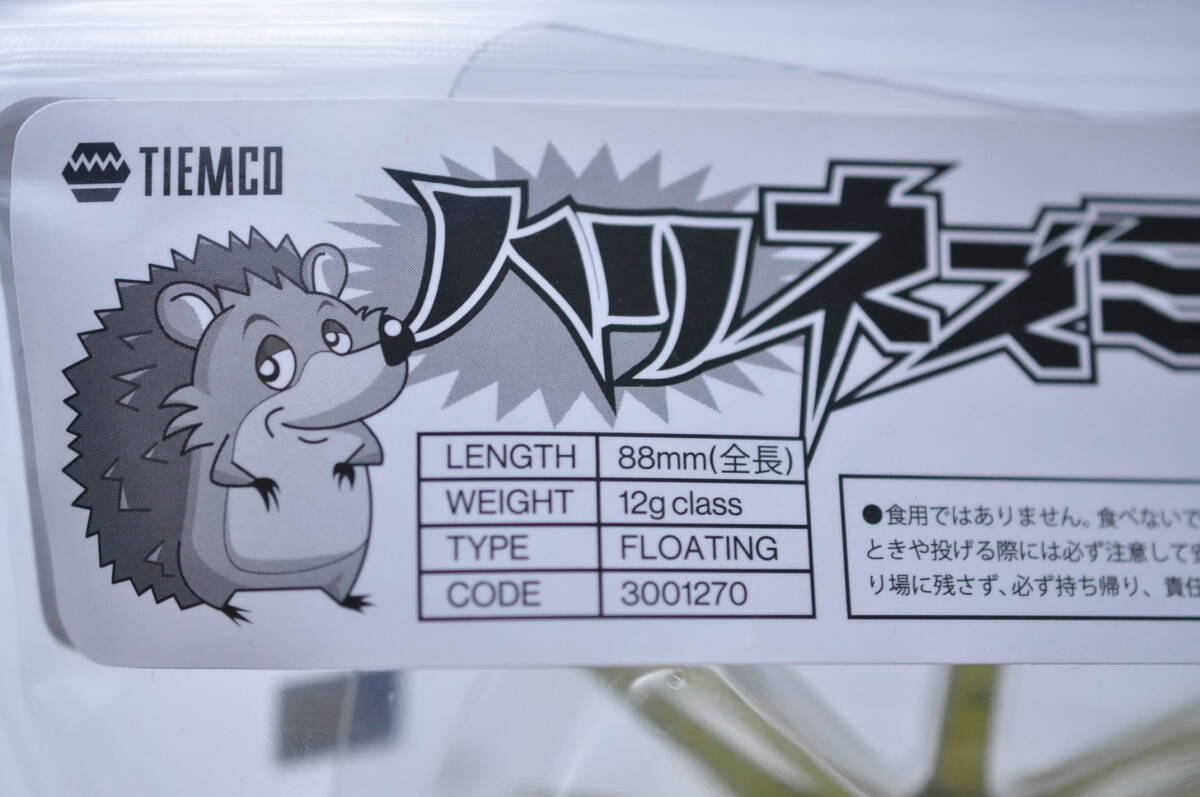 TIEMCO
ハリネズミ
LENGTH 88mm(全長)
WEIGHT 12g class
TYPE FLOATING
CODE 3001270
●食用ではありません。食べないで
ときや投げる際には必ず注意して安
り場に残さず、必ず持ち帰り、責任